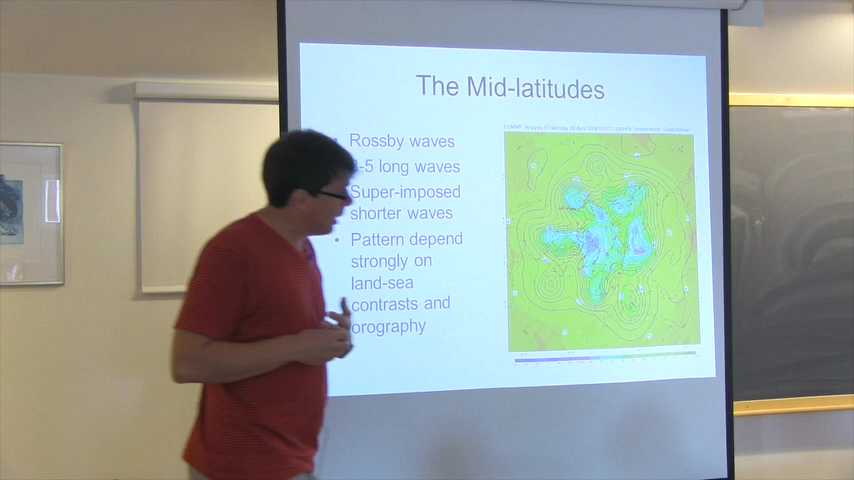 The Mid-latitudes
Rossby waves
-5 long waves
Super-imposed
shorter waves
• Pattern depend
strongly on
land-sea
contrasts and
orography